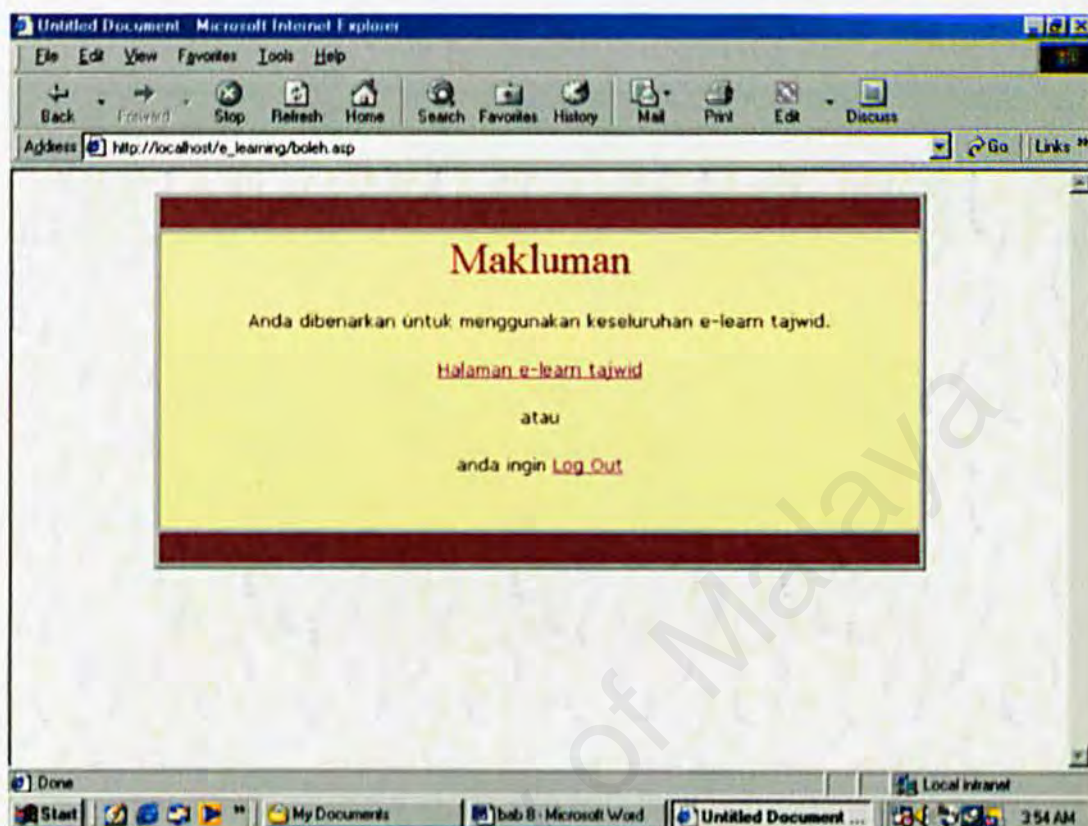 Untitled Document - Microsoft Internet Explorer
File Edit View Favorites Tools Help
Back Forward Stop Refresh Home Search Favorites History Mail Print Edit Discuss
Address http://localhost/e_learning/boleh.asp Go Links »
Makluman
Anda dibenarkan untuk menggunakan keseluruhan e-learn tajwid.
Halaman e-learn tajwid
atau
anda ingin Log Out
of Malaya
Done Local intranet
Start » My Documents bab 8 - Microsoft Word Untitled Document ... 3:54 AM